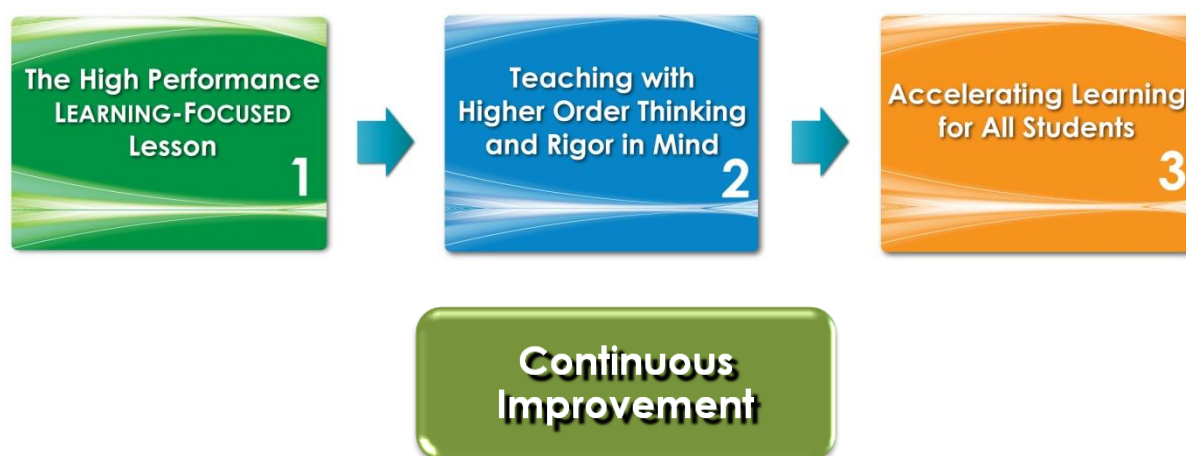 The High Performance
LEARNING-FOCUSED
Lesson
1
Teaching with
Higher Order Thinking
and Rigor in Mind
2
Accelerating Learning
for All Students
3
Continuous
Improvement